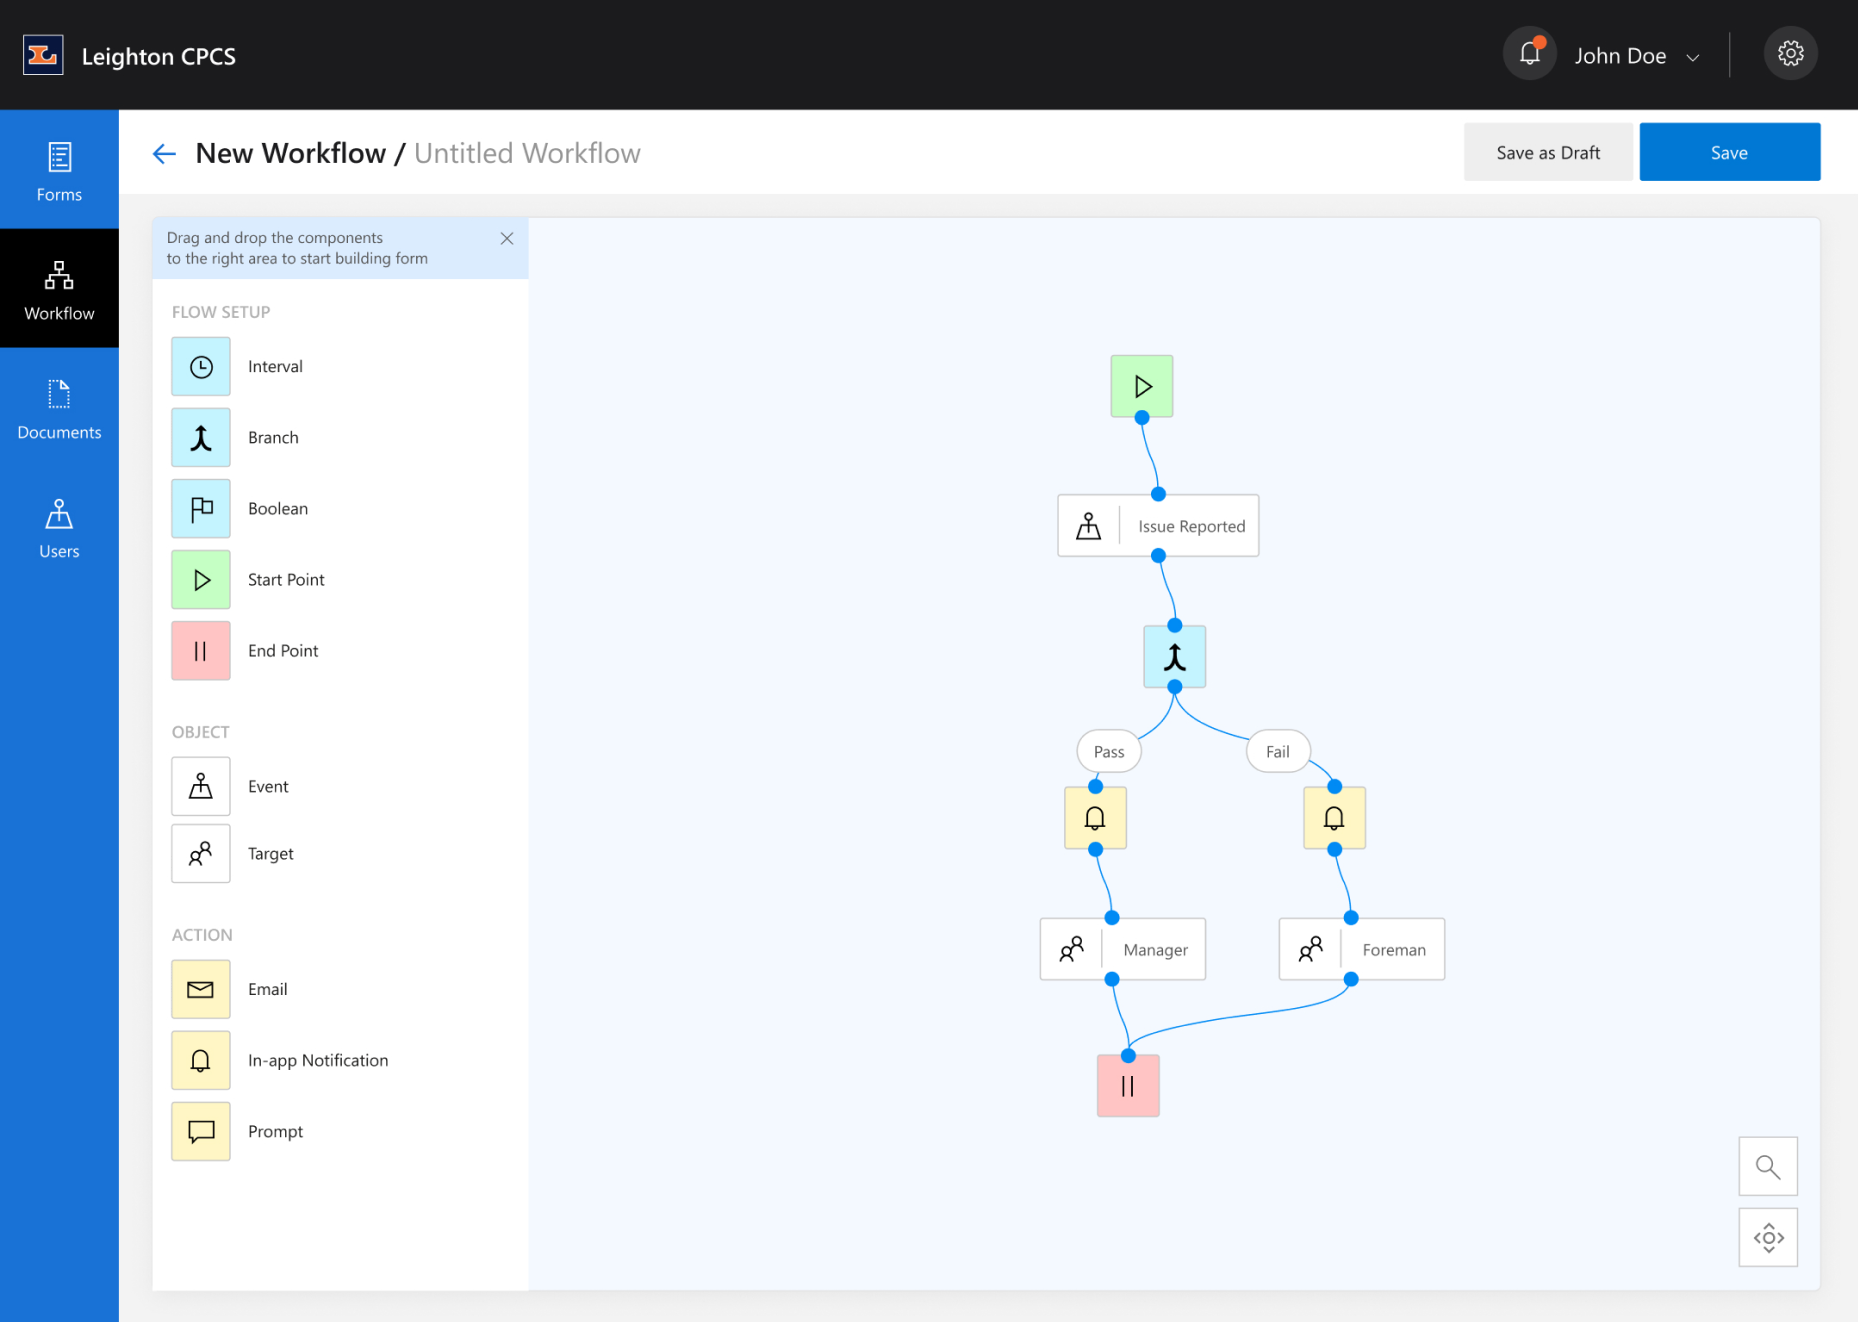 Leighton CPCS
John Doe
Forms
Workflow
Documents
Users
New Workflow / Untitled Workflow
Save as Draft
Save
Drag and drop the components
to the right area to start building form
FLOW SETUP
Interval
Branch
Boolean
Start Point
End Point
OBJECT
Event
Target
ACTION
Email
In-app Notification
Prompt
Issue Reported
Pass
Fail
Manager
Foreman